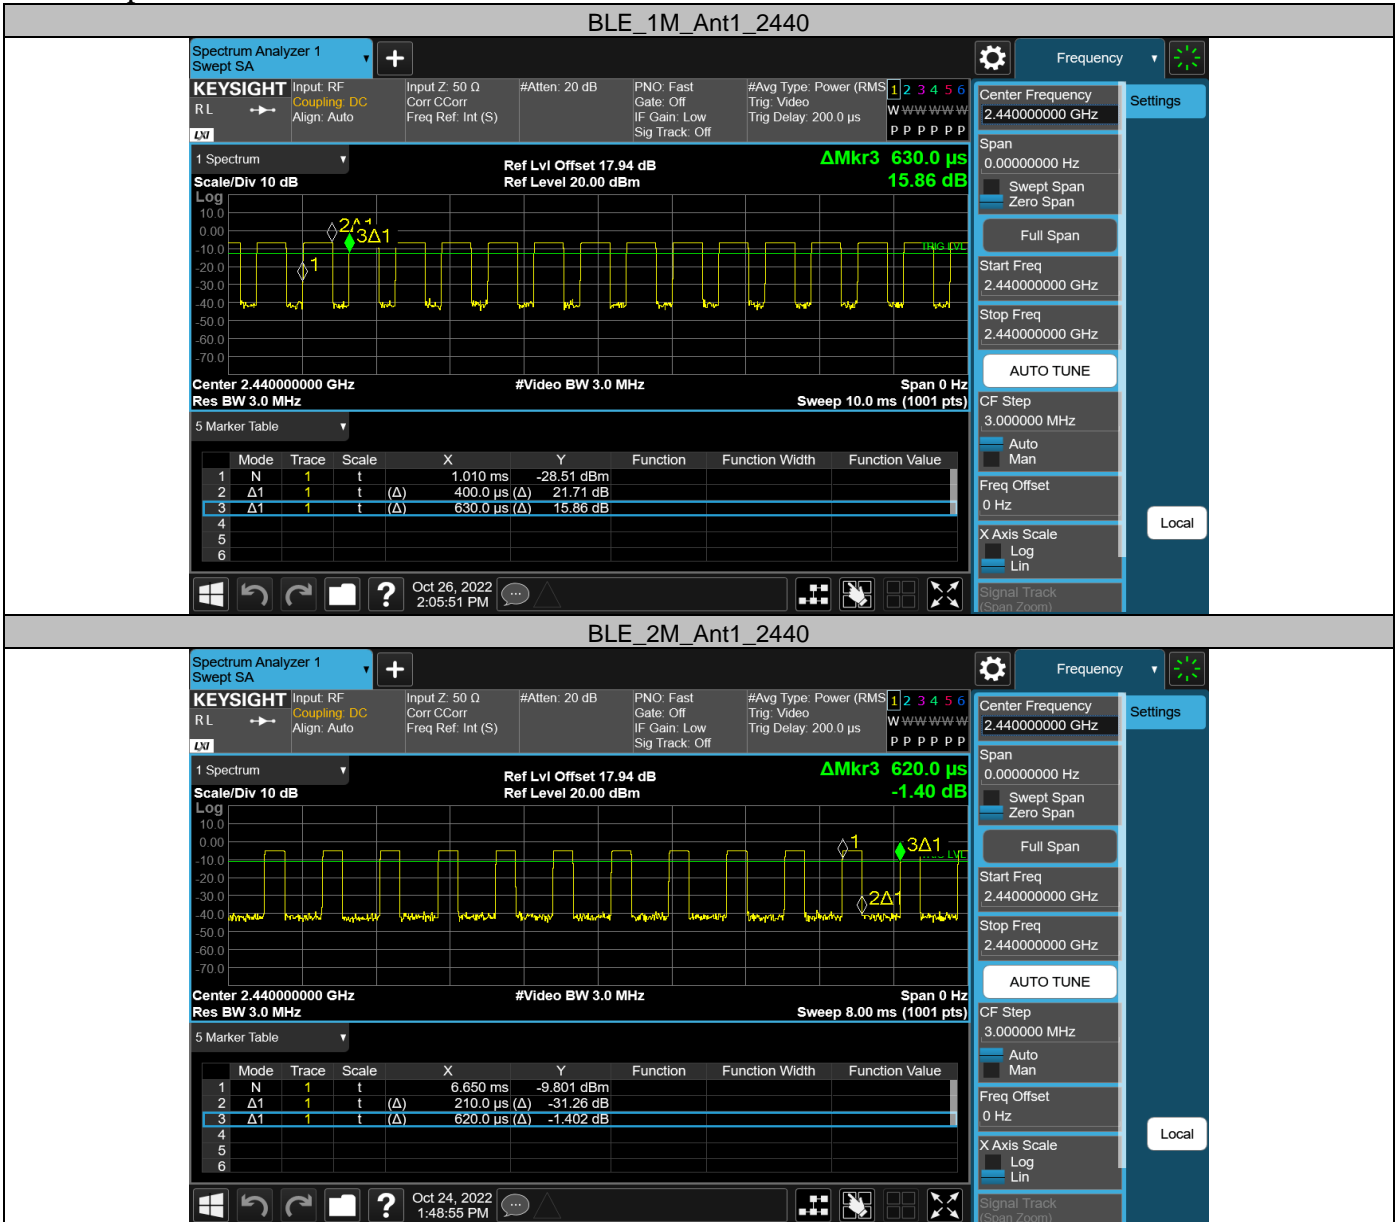 BLE_1M_Ant1_2440
Spectrum Analyzer 1
Swept SA
Frequency
KEYSIGHT
RL
LXI
Input: RF
Coupling: DC
Align: Auto
Input Z: 50 Ω
Corr CCorr
Freq Ref: Int (S)
#Atten: 20 dB
PNO: Fast
Gate: Off
IF Gain: Low
Sig Track: Off
#Avg Type: Power (RMS
Trig: Video
Trig Delay: 200.0 µs
1 2 3 4 5 6
W W W W W W
P P P P P P
1 Spectrum
Scale/Div 10 dB
Ref Lvl Offset 17.94 dB
Ref Level 20.00 dBm
ΔMkr3 630.0 µs
15.86 dB
Log
10.0
0.00
-10.0
-20.0
-30.0
-40.0
-50.0
-60.0
-70.0
2Δ1
3Δ1
1
TRIG LVL
Center 2.440000000 GHz
Res BW 3.0 MHz
#Video BW 3.0 MHz
Span 0 Hz
Sweep 10.0 ms (1001 pts)
5 Marker Table
Mode Trace Scale X Y Function Function Width Function Value
1 N 1 t 1.010 ms -28.51 dBm
2 Δ1 1 t (Δ) 400.0 µs (Δ) 21.71 dB
3 Δ1 1 t (Δ) 630.0 µs (Δ) 15.86 dB
4
5
6
Oct 26, 2022
2:05:51 PM
Center Frequency
2.440000000 GHz
Settings
Span
0.00000000 Hz
Swept Span
Zero Span
Full Span
Start Freq
2.440000000 GHz
Stop Freq
2.440000000 GHz
AUTO TUNE
CF Step
3.000000 MHz
Auto
Man
Freq Offset
0 Hz
Local
X Axis Scale
Log
Lin
Signal Track
(Span Zoom)
BLE_2M_Ant1_2440
Spectrum Analyzer 1
Swept SA
Frequency
KEYSIGHT
RL
LXI
Input: RF
Coupling: DC
Align: Auto
Input Z: 50 Ω
Corr CCorr
Freq Ref: Int (S)
#Atten: 20 dB
PNO: Fast
Gate: Off
IF Gain: Low
Sig Track: Off
#Avg Type: Power (RMS
Trig: Video
Trig Delay: 200.0 µs
1 2 3 4 5 6
W W W W W W
P P P P P P
1 Spectrum
Scale/Div 10 dB
Ref Lvl Offset 17.94 dB
Ref Level 20.00 dBm
ΔMkr3 620.0 µs
-1.40 dB
Log
10.0
0.00
-10.0
-20.0
-30.0
-40.0
-50.0
-60.0
-70.0
1
3Δ1
2Δ1
Center 2.440000000 GHz
Res BW 3.0 MHz
#Video BW 3.0 MHz
Span 0 Hz
Sweep 8.00 ms (1001 pts)
5 Marker Table
Mode Trace Scale X Y Function Function Width Function Value
1 N 1 t 6.650 ms -9.801 dBm
2 Δ1 1 t (Δ) 210.0 µs (Δ) -31.26 dB
3 Δ1 1 t (Δ) 620.0 µs (Δ) -1.402 dB
4
5
6
Oct 24, 2022
1:48:55 PM
Center Frequency
2.440000000 GHz
Settings
Span
0.00000000 Hz
Swept Span
Zero Span
Full Span
Start Freq
2.440000000 GHz
Stop Freq
2.440000000 GHz
AUTO TUNE
CF Step
3.000000 MHz
Auto
Man
Freq Offset
0 Hz
Local
X Axis Scale
Log
Lin
Signal Track
(Span Zoom)